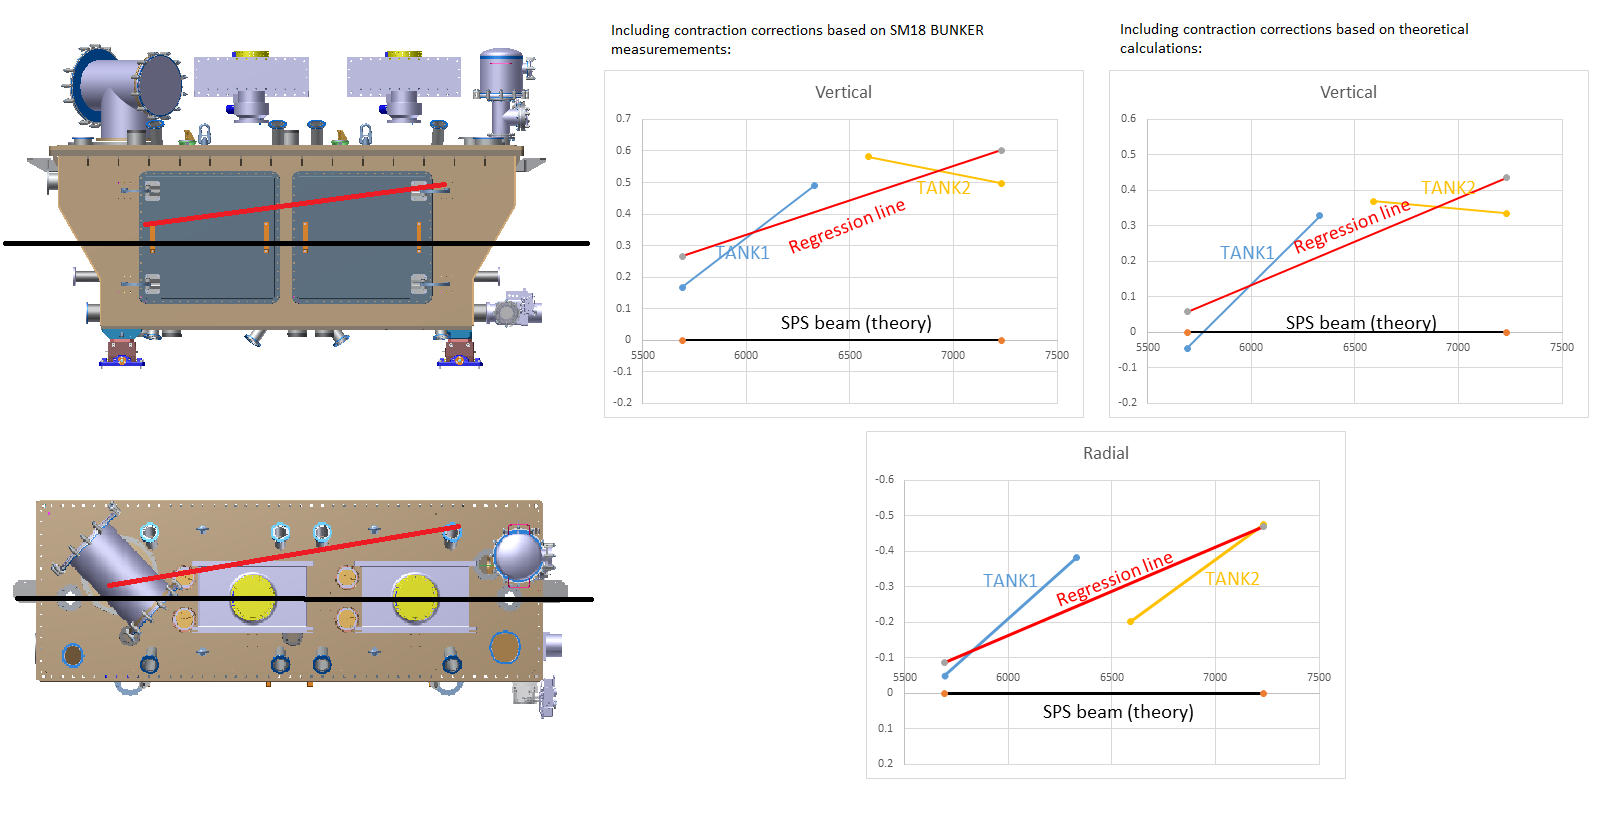 Including contraction corrections based on SM18 BUNKER
measuremements:
Including contraction corrections based on theoretical
calculations:
Vertical
0.7
0.6
0.5
0.4
0.3
0.2
0.1
0
-0.1
-0.2
5500
6000
6500
7000
7500
TANK1
TANK2
Regression line
SPS beam (theory)
Vertical
0.6
0.5
0.4
0.3
0.2
0.1
0
-0.1
-0.2
5500
6000
6500
7000
7500
TANK1
TANK2
Regression line
SPS beam (theory)
Radial
-0.6
-0.5
-0.4
-0.3
-0.2
-0.1
0
0.1
0.2
5500
6000
6500
7000
7500
TANK1
Regression line
TANK2
SPS beam (theory)